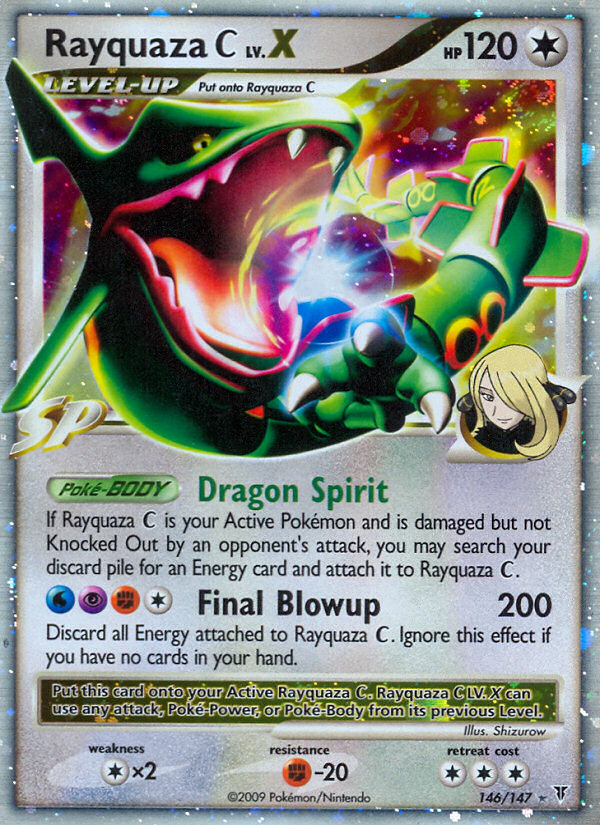 Rayquaza C LV.X HP 120
LEVEL-UP Put onto Rayquaza C
SP
Poké-BODY Dragon Spirit
If Rayquaza C is your Active Pokémon and is damaged but not
Knocked Out by an opponent's attack, you may search your
discard pile for an Energy card and attach it to Rayquaza C.
Final Blowup 200
Discard all Energy attached to Rayquaza C. Ignore this effect if
you have no cards in your hand.
Put this card onto your Active Rayquaza C. Rayquaza C LV.X can
use any attack, Poké-Power, or Poké-Body from its previous Level.
Illus. Shizurow
weakness resistance retreat cost
×2 -20
©2009 Pokémon/Nintendo 146/147